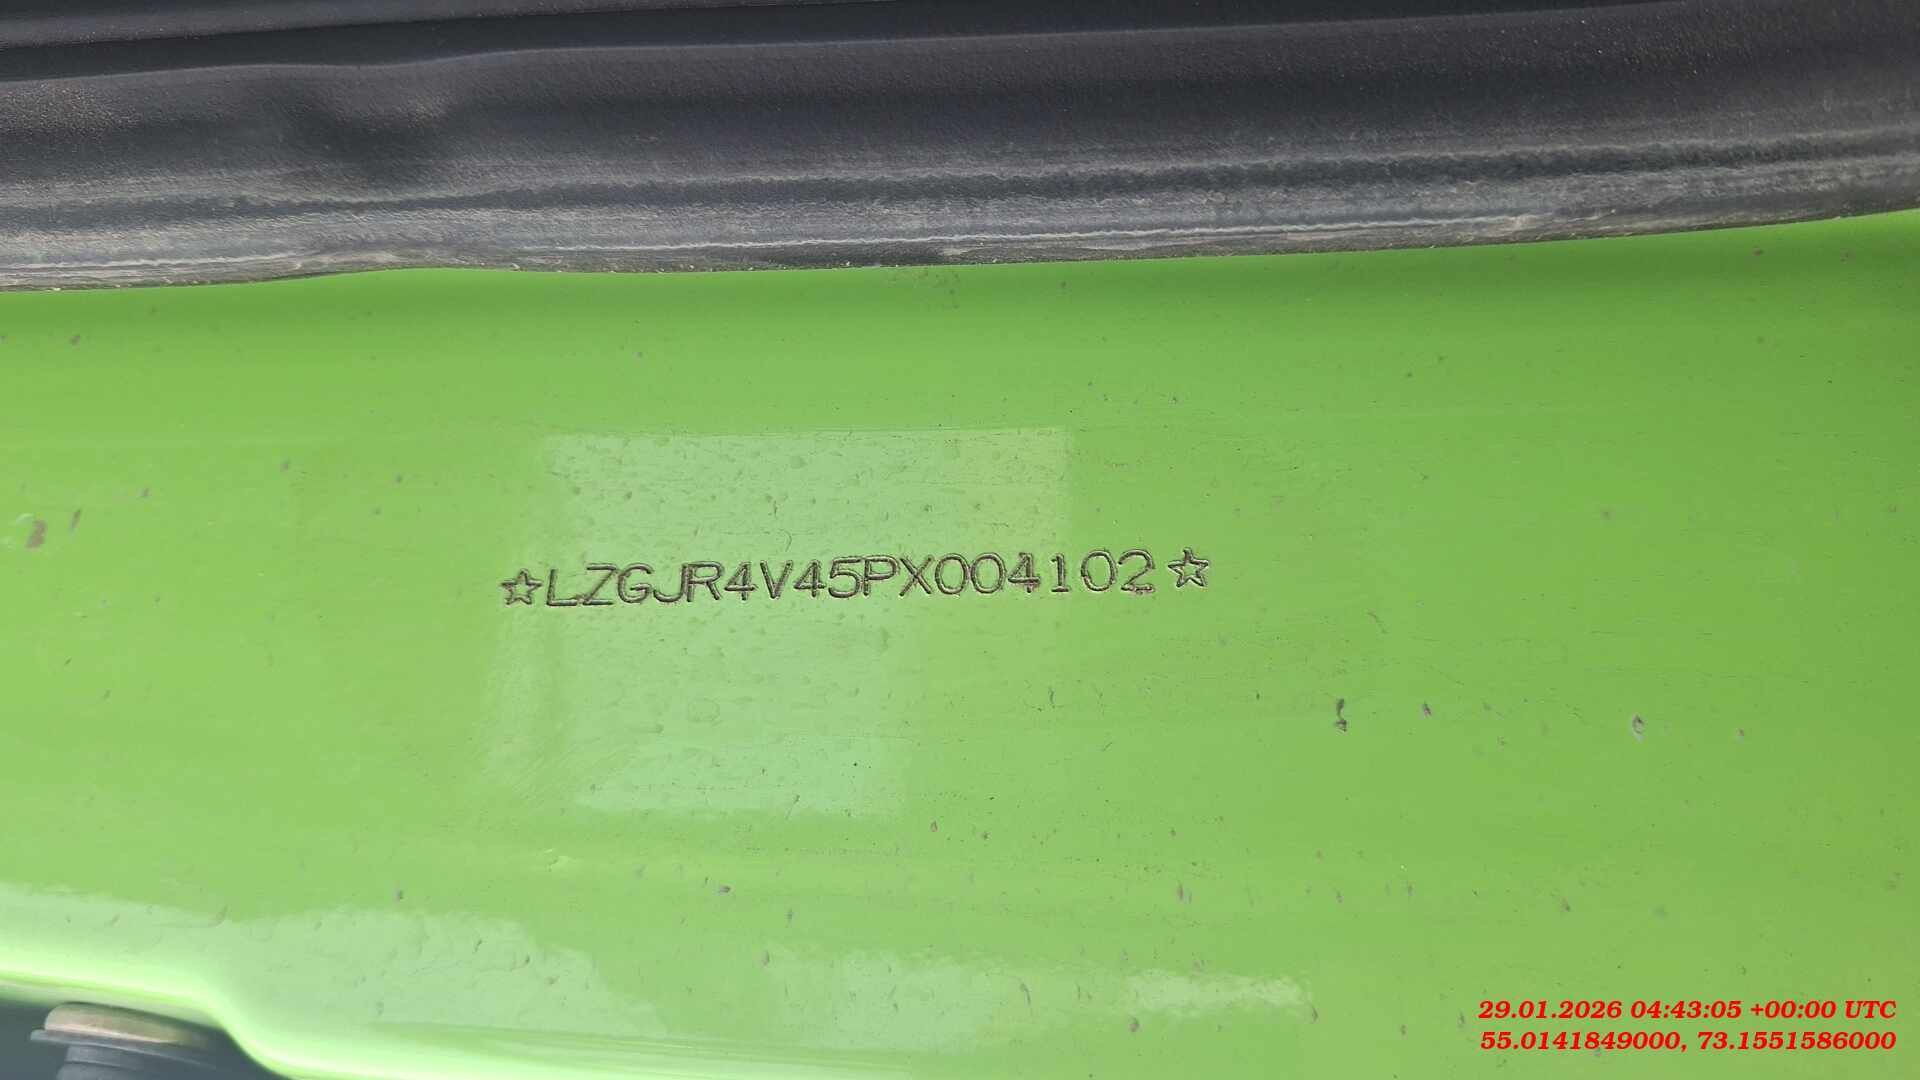 ☆LZGJR4V45PX004102☆
29.01.2026 04:43:05 +00:00 UTC
55.0141849000, 73.1551586000